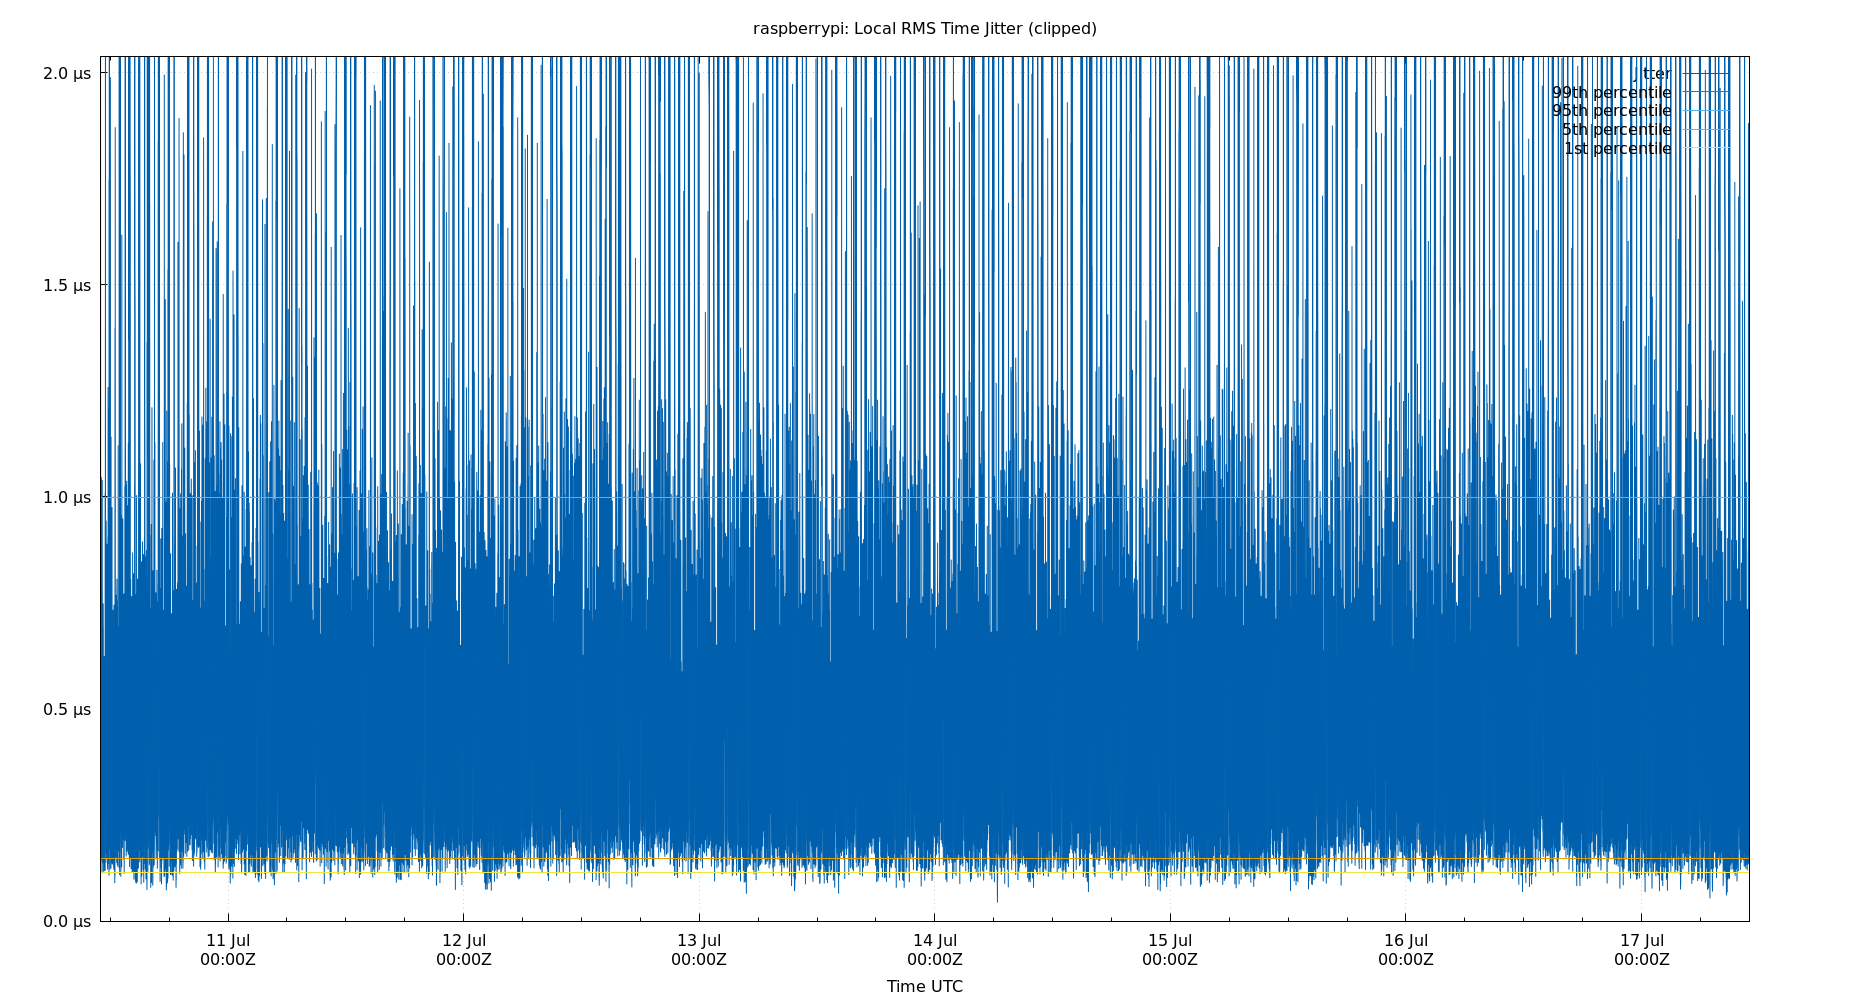 raspberrypi: Local RMS Time Jitter (clipped)
2.0 µs
1.5 µs
1.0 µs
0.5 µs
0.0 µs
jitter
99th percentile
95th percentile
5th percentile
1st percentile
11 Jul 12 Jul 13 Jul 14 Jul 15 Jul 16 Jul 17 Jul
00:00Z 00:00Z 00:00Z 00:00Z 00:00Z 00:00Z 00:00Z
Time UTC